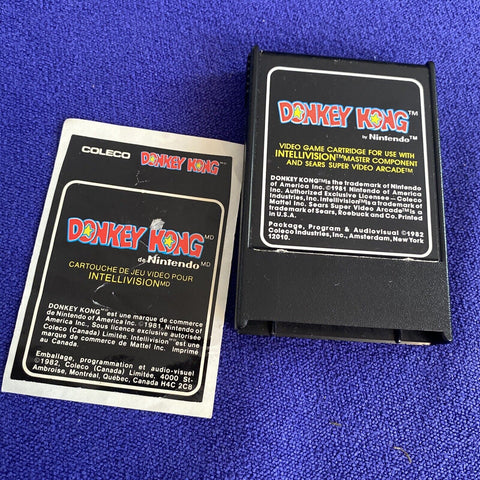 COLECO DONKEY KONG™
DONKEY KONG MD
de Nintendo MD
CARTOUCHE DE JEU VIDÉO POUR
INTELLIVISION MD
DONKEY KONG MD est une marque de commerce
de Nintendo of America Inc. ©1981, Nintendo of
America Inc., Sous licence exclusive autorisée
Coleco (Canada) Limitée. Intellivision MD est une
marque de commerce de Mattel Inc. Imprimé
au Canada.
Emballage, programmation et audio-visuel
©1982, Coleco (Canada) Limitée, 4000 St-
Ambroise, Montréal, Québec, Canada H4C 2C8
DONKEY KONG™
by Nintendo™
VIDEO GAME CARTRIDGE FOR USE WITH
INTELLIVISION™ MASTER COMPONENT
AND SEARS SUPER VIDEO ARCADE™
DONKEY KONG™ is the trademark of Nintendo
of America Inc. ©1981 Nintendo of America
Inc. Authorized Exclusive Licensee – Coleco
Industries, Inc. Intellivision™ is a trademark of
Mattel Inc. Sears Super Video Arcade™ is a
trademark of Sears, Roebuck and Co. Printed
in U.S.A.
Package, Program & Audiovisual ©1982
Coleco Industries, Inc., Amsterdam, New York
12010.